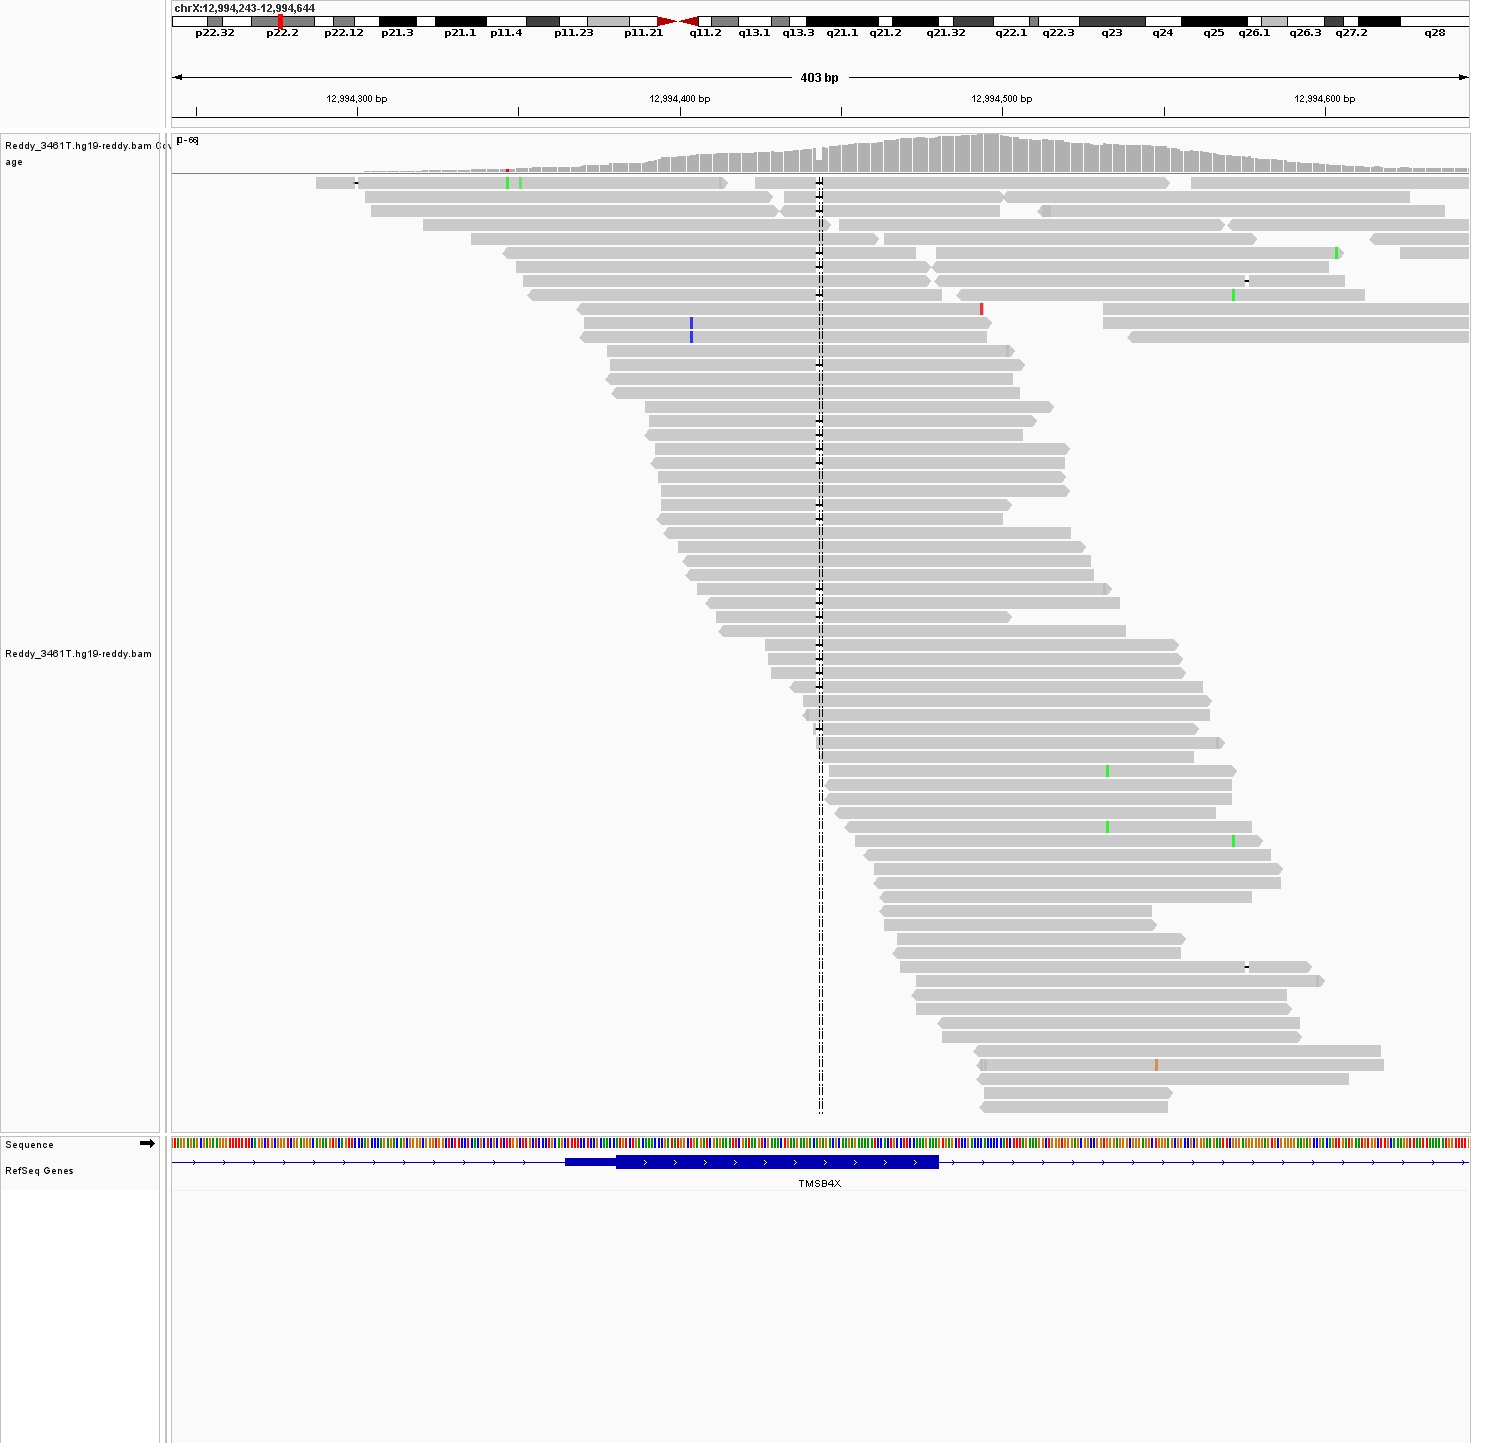 chrX:12,994,243-12,994,644
p22.32 p22.2 p22.12 p21.3 p21.1 p11.4 p11.23 p11.21 q11.2 q13.1 q13.3 q21.1 q21.2 q21.32 q22.1 q22.3 q23 q24 q25 q26.1 q26.3 q27.2 q28
403 bp
12,994,300 bp 12,994,400 bp 12,994,500 bp 12,994,600 bp
Reddy_3461T.hg19-reddy.bam Cov
age
[0 - 66]
Reddy_3461T.hg19-reddy.bam
Sequence
RefSeq Genes
TMSB4X